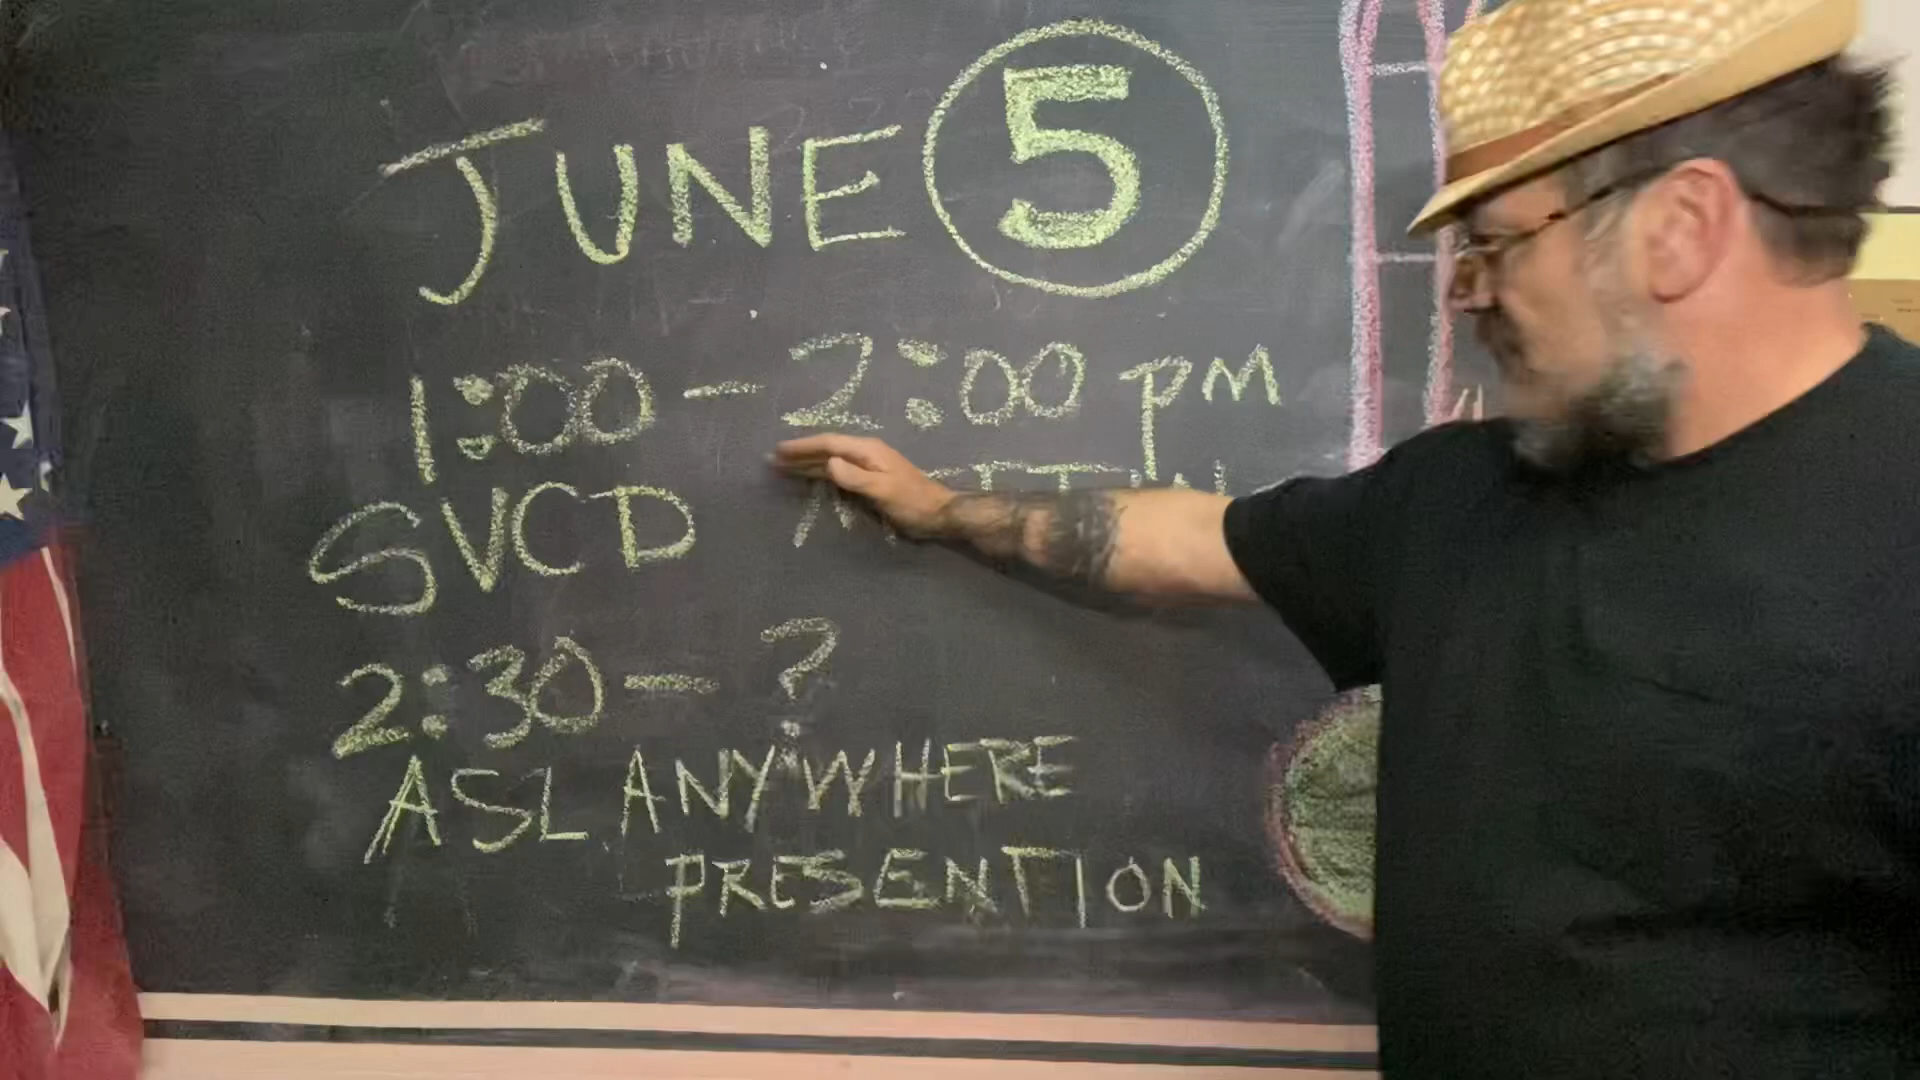 JUNE 5
1:00 - 2:00 PM
SVCD
2:30 - ?
ASL ANYWHERE
PRESENTION